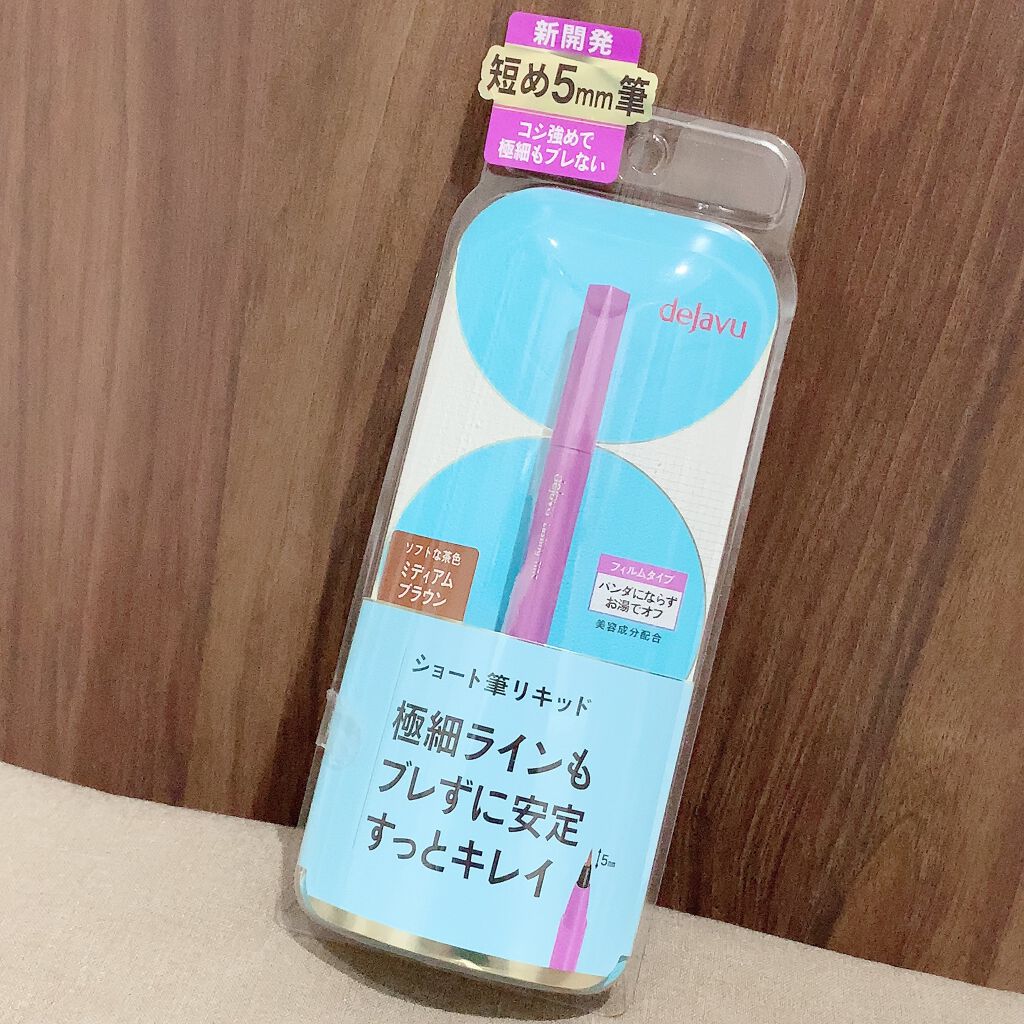 新開発
短め5mm筆
コシ強めで
極細もブレない
dejavu
ソフトな茶色
ミディアム
ブラウン
フィルムタイプ
パンダにならず
お湯でオフ
美容成分配合
ショート筆リキッド
極細ラインも
ブレずに安定
すっとキレイ
5mm